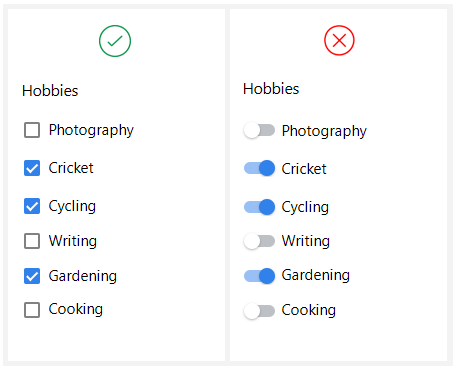 Hobbies
Photography
Cricket
Cycling
Writing
Gardening
Cooking
Hobbies
Photography
Cricket
Cycling
Writing
Gardening
Cooking